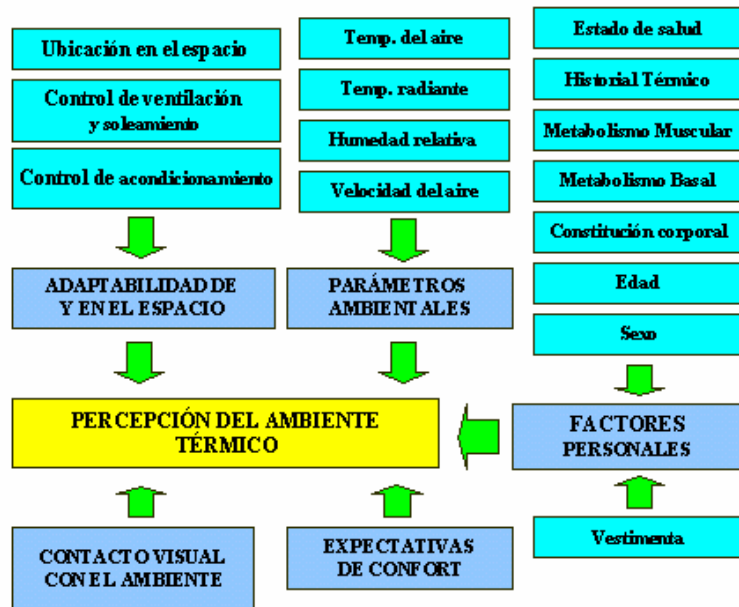 Ubicación en el espacio
Control de ventilación
y soleamiento
Control de acondicionamiento
ADAPTABILIDAD DE
Y EN EL ESPACIO
Temp. del aire
Temp. radiante
Humedad relativa
Velocidad del aire
PARÁMETROS
AMBIENTALES
Estado de salud
Historial Térmico
Metabolismo Muscular
Metabolismo Basal
Constitución corporal
Edad
Sexo
FACTORES
PERSONALES
Vestimenta
PERCEPCIÓN DEL AMBIENTE
TÉRMICO
CONTACTO VISUAL
CON EL AMBIENTE
EXPECTATIVAS
DE CONFORT